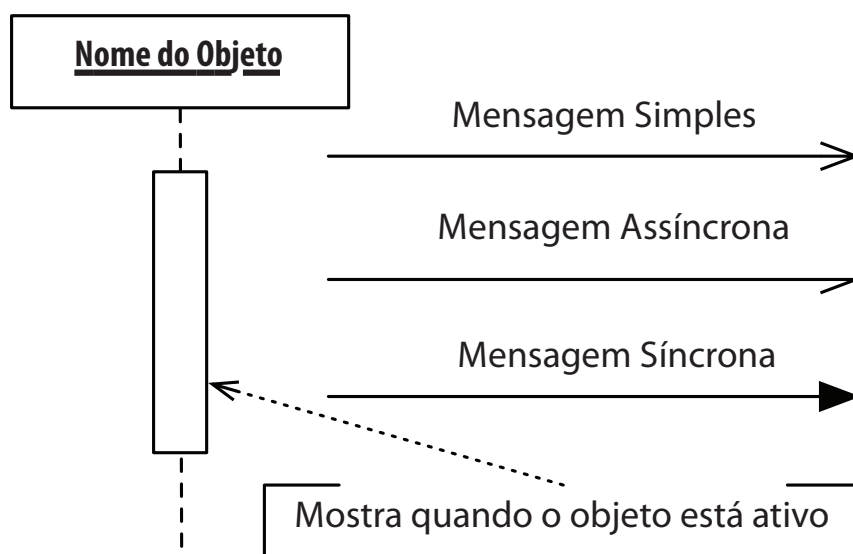 Nome do Objeto
Mensagem Simples
Mensagem Assíncrona
Mensagem Síncrona
Mostra quando o objeto está ativo